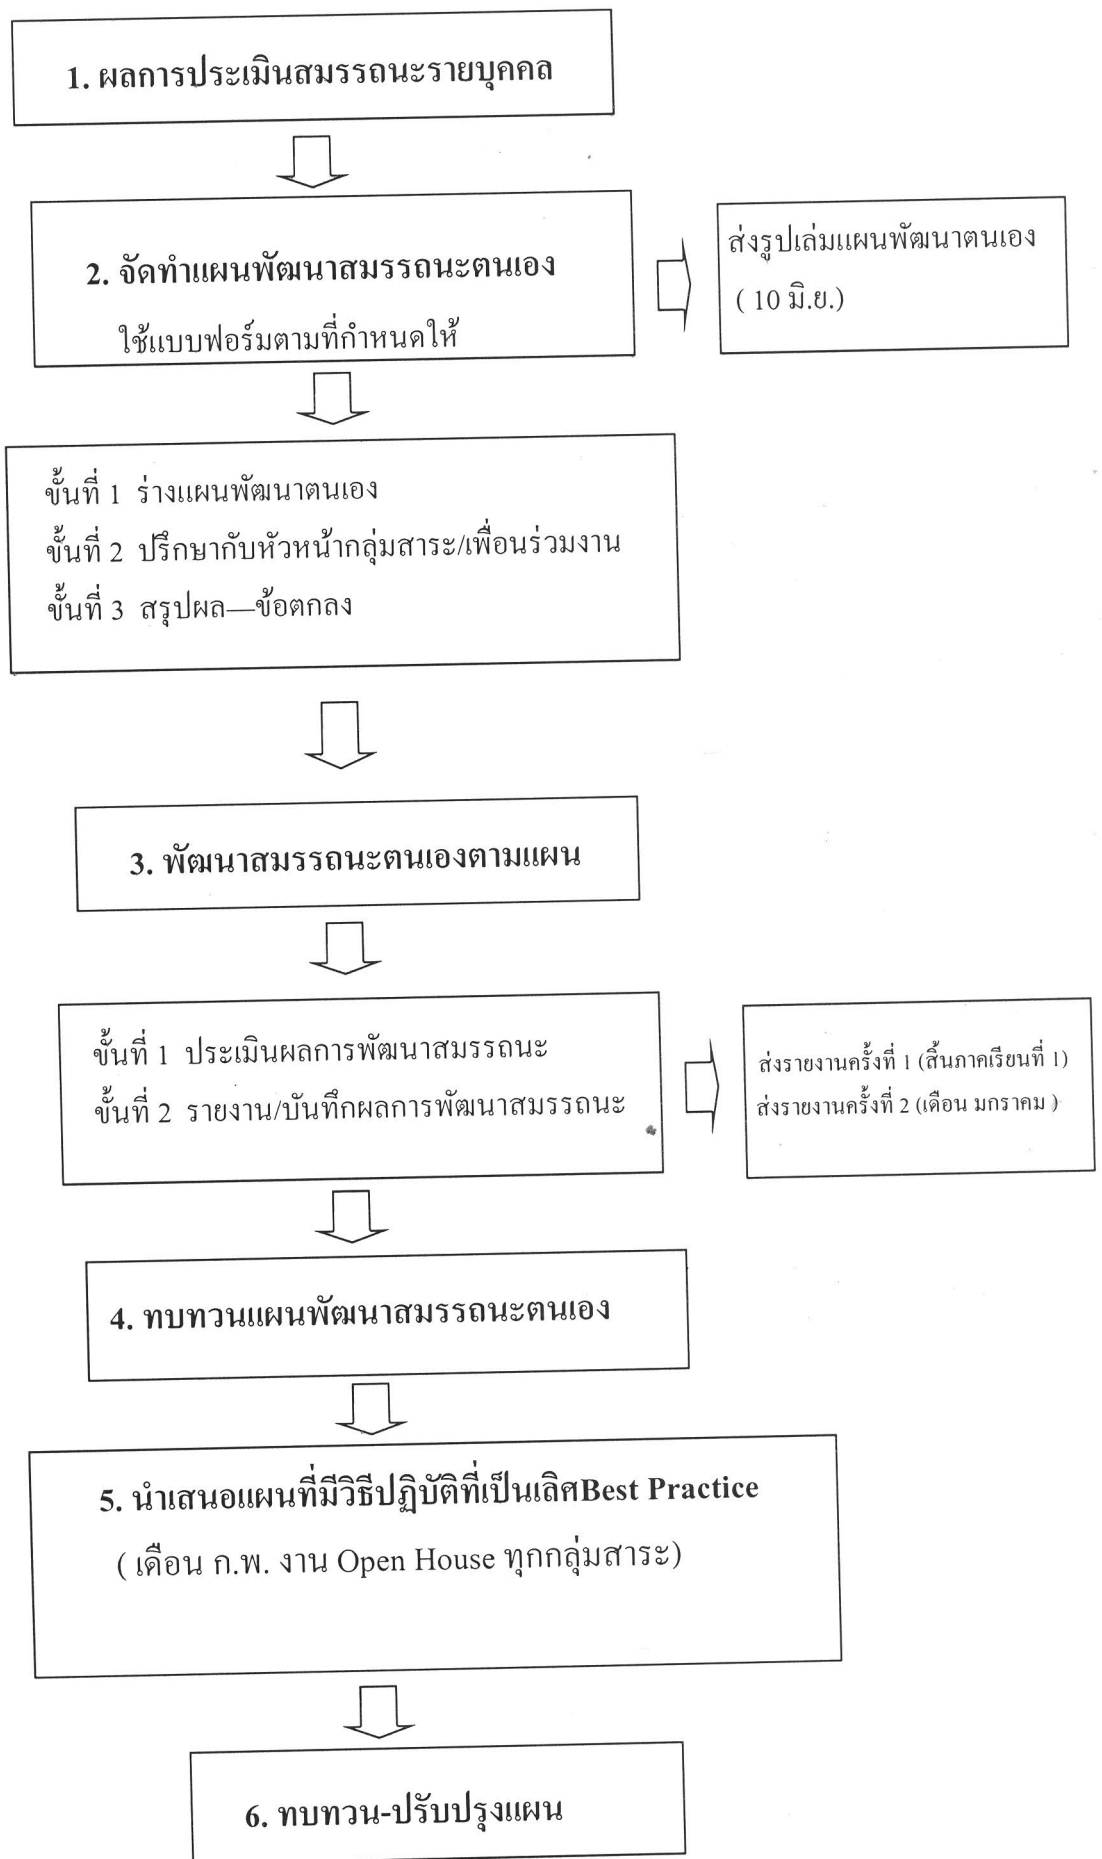 1. ผลการประเมินสมรรถนะรายบุคคล
2. จัดทำแผนพัฒนาสมรรถนะตนเอง
ใช้แบบฟอร์มตามที่กำหนดให้
ส่งรูปเล่มแผนพัฒนาตนเอง
( 10 มิ.ย.)
ขั้นที่ 1 ร่างแผนพัฒนาตนเอง
ขั้นที่ 2 ปรึกษากับหัวหน้ากลุ่มสาระ/เพื่อนร่วมงาน
ขั้นที่ 3 สรุปผล—ข้อตกลง
3. พัฒนาสมรรถนะตนเองตามแผน
ขั้นที่ 1 ประเมินผลการพัฒนาสมรรถนะ
ขั้นที่ 2 รายงาน/บันทึกผลการพัฒนาสมรรถนะ
ส่งรายงานครั้งที่ 1 (สิ้นภาคเรียนที่ 1)
ส่งรายงานครั้งที่ 2 (เดือน มกราคม )
4. ทบทวนแผนพัฒนาสมรรถนะตนเอง
5. นำเสนอแผนที่มีวิธีปฏิบัติที่เป็นเลิศBest Practice
( เดือน ก.พ. งาน Open House ทุกกลุ่มสาระ)
6. ทบทวน-ปรับปรุงแผน